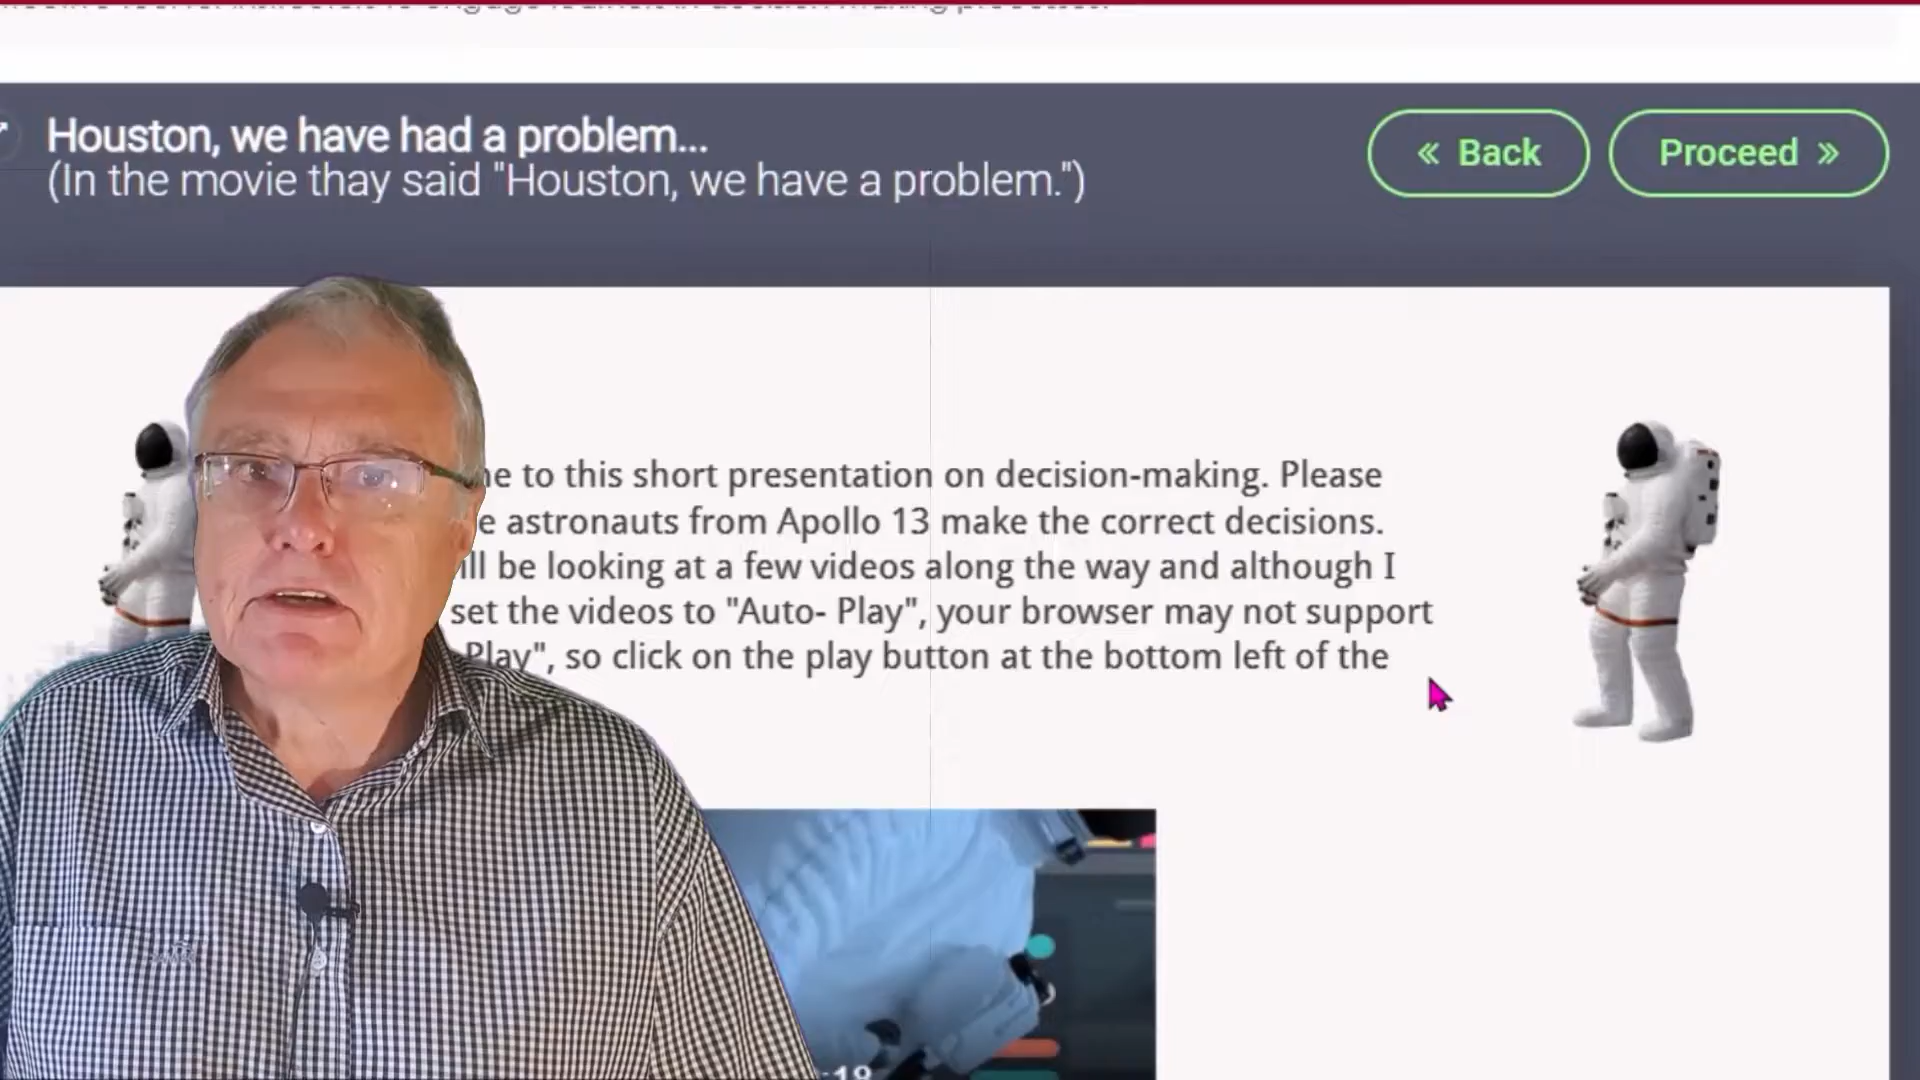 Houston, we have had a problem...
(In the movie thay said "Houston, we have a problem.")
« Back
Proceed »
to this short presentation on decision-making. Please
astronauts from Apollo 13 make the correct decisions.
be looking at a few videos along the way and although I
set the videos to "Auto- Play", your browser may not support
Play", so click on the play button at the bottom left of the